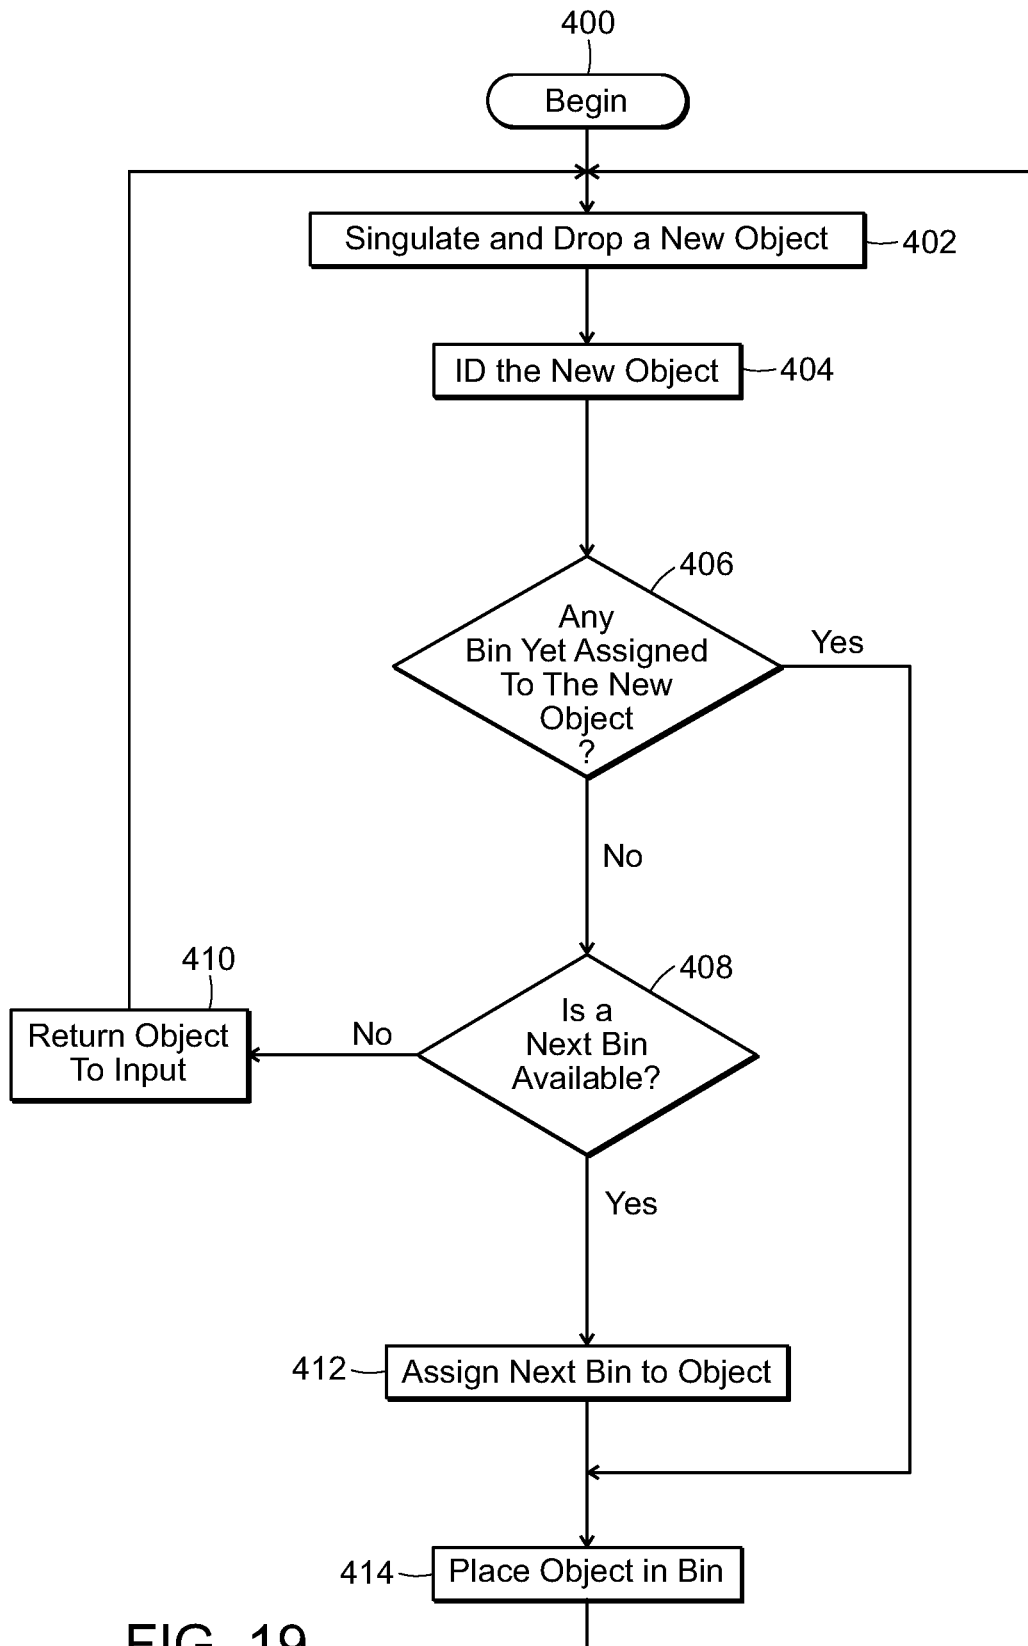 400
Begin
Singulate and Drop a New Object
402
ID the New Object
404
406
Any
Bin Yet Assigned
To The New
Object
?
Yes
No
408
Is a
Next Bin
Available?
No
410
Return Object
To Input
Yes
412
Assign Next Bin to Object
414
Place Object in Bin
FIG. 19